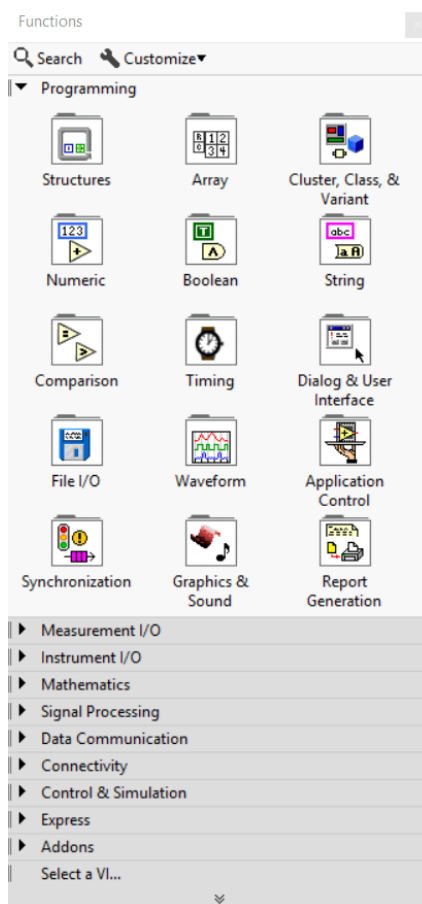 Functions
Search Customize
Programming
Structures Array Cluster, Class, &
Variant
123
abc
Numeric Boolean String
Comparison Timing Dialog & User
Interface
File I/O Waveform Application
Control
Synchronization Graphics & Report
Sound Generation
Measurement I/O
Instrument I/O
Mathematics
Signal Processing
Data Communication
Connectivity
Control & Simulation
Express
Addons
Select a VI...